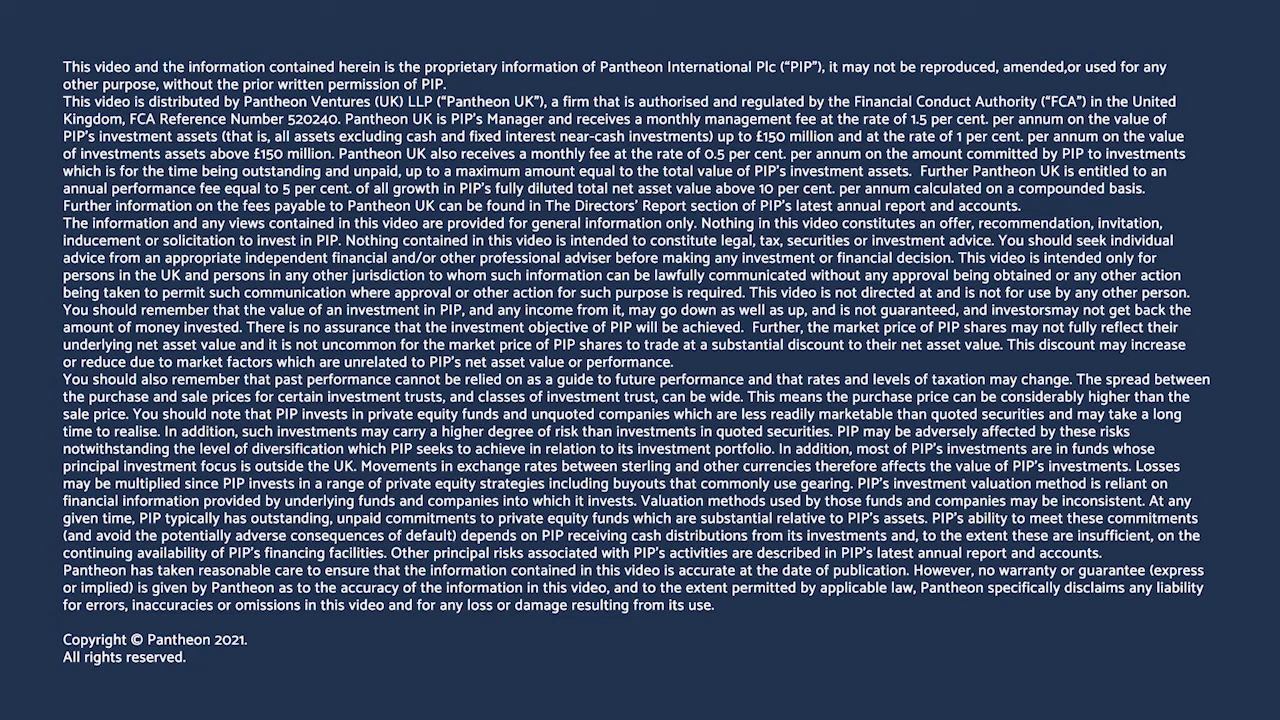 This video and the information contained herein is the proprietary information of Pantheon International Plc (“PIP”), it may not be reproduced, amended,or used for any
other purpose, without the prior written permission of PIP.
This video is distributed by Pantheon Ventures (UK) LLP (“Pantheon UK”), a firm that is authorised and regulated by the Financial Conduct Authority (“FCA”) in the United
Kingdom, FCA Reference Number 520240. Pantheon UK is PIP’s Manager and receives a monthly management fee at the rate of 1.5 per cent. per annum on the value of
PIP’s investment assets (that is, all assets excluding cash and fixed interest near-cash investments) up to £150 million and at the rate of 1 per cent. per annum on the value
of investments assets above £150 million. Pantheon UK also receives a monthly fee at the rate of 0.5 per cent. per annum on the amount committed by PIP to investments
which is for the time being outstanding and unpaid, up to a maximum amount equal to the total value of PIP’s investment assets.  Further Pantheon UK is entitled to an
annual performance fee equal to 5 per cent. of all growth in PIP’s fully diluted total net asset value above 10 per cent. per annum calculated on a compounded basis.
Further information on the fees payable to Pantheon UK can be found in The Directors’ Report section of PIP’s latest annual report and accounts.
The information and any views contained in this video are provided for general information only. Nothing in this video constitutes an offer, recommendation, invitation,
inducement or solicitation to invest in PIP. Nothing contained in this video is intended to constitute legal, tax, securities or investment advice. You should seek individual
advice from an appropriate independent financial and/or other professional adviser before making any investment or financial decision. This video is intended only for
persons in the UK and persons in any other jurisdiction to whom such information can be lawfully communicated without any approval being obtained or any other action
being taken to permit such communication where approval or other action for such purpose is required. This video is not directed at and is not for use by any other person.
You should remember that the value of an investment in PIP, and any income from it, may go down as well as up, and is not guaranteed, and investorsmay not get back the
amount of money invested. There is no assurance that the investment objective of PIP will be achieved.  Further, the market price of PIP shares may not fully reflect their
underlying net asset value and it is not uncommon for the market price of PIP shares to trade at a substantial discount to their net asset value. This discount may increase
or reduce due to market factors which are unrelated to PIP’s net asset value or performance.
You should also remember that past performance cannot be relied on as a guide to future performance and that rates and levels of taxation may change. The spread between
the purchase and sale prices for certain investment trusts, and classes of investment trust, can be wide. This means the purchase price can be considerably higher than the
sale price. You should note that PIP invests in private equity funds and unquoted companies which are less readily marketable than quoted securities and may take a long
time to realise. In addition, such investments may carry a higher degree of risk than investments in quoted securities. PIP may be adversely affected by these risks
notwithstanding the level of diversification which PIP seeks to achieve in relation to its investment portfolio. In addition, most of PIP’s investments are in funds whose
principal investment focus is outside the UK. Movements in exchange rates between sterling and other currencies therefore affects the value of PIP’s investments. Losses
may be multiplied since PIP invests in a range of private equity strategies including buyouts that commonly use gearing. PIP’s investment valuation method is reliant on
financial information provided by underlying funds and companies into which it invests. Valuation methods used by those funds and companies may be inconsistent. At any
given time, PIP typically has outstanding, unpaid commitments to private equity funds which are substantial relative to PIP’s assets. PIP’s ability to meet these commitments
(and avoid the potentially adverse consequences of default) depends on PIP receiving cash distributions from its investments and, to the extent these are insufficient, on the
continuing availability of PIP’s financing facilities. Other principal risks associated with PIP’s activities are described in PIP’s latest annual report and accounts.
Pantheon has taken reasonable care to ensure that the information contained in this video is accurate at the date of publication. However, no warranty or guarantee (express
or implied) is given by Pantheon as to the accuracy of the information in this video, and to the extent permitted by applicable law, Pantheon specifically disclaims any liability
for errors, inaccuracies or omissions in this video and for any loss or damage resulting from its use.
Copyright © Pantheon 2021.
All rights reserved.